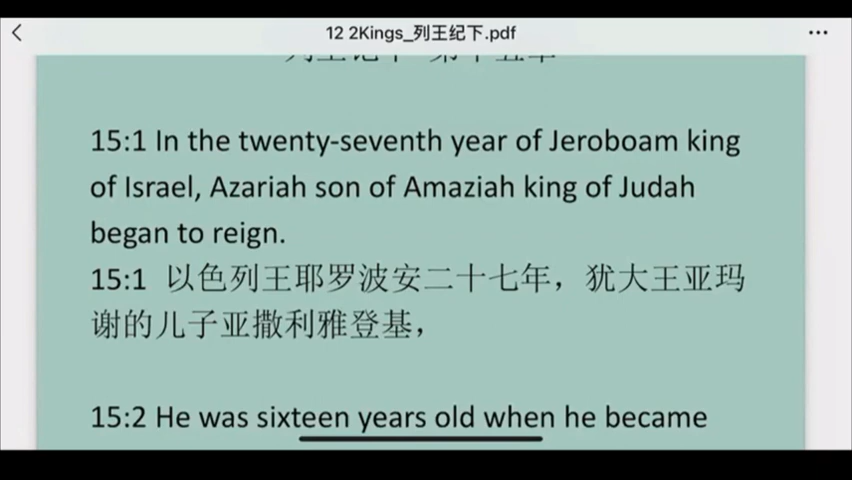 12 2Kings_列王纪下.pdf
15:1 In the twenty-seventh year of Jeroboam king
of Israel, Azariah son of Amaziah king of Judah
began to reign.
15:1 以色列王耶罗波安二十七年，犹大王亚玛
谢的儿子亚撒利雅登基，
15:2 He was sixteen years old when he became